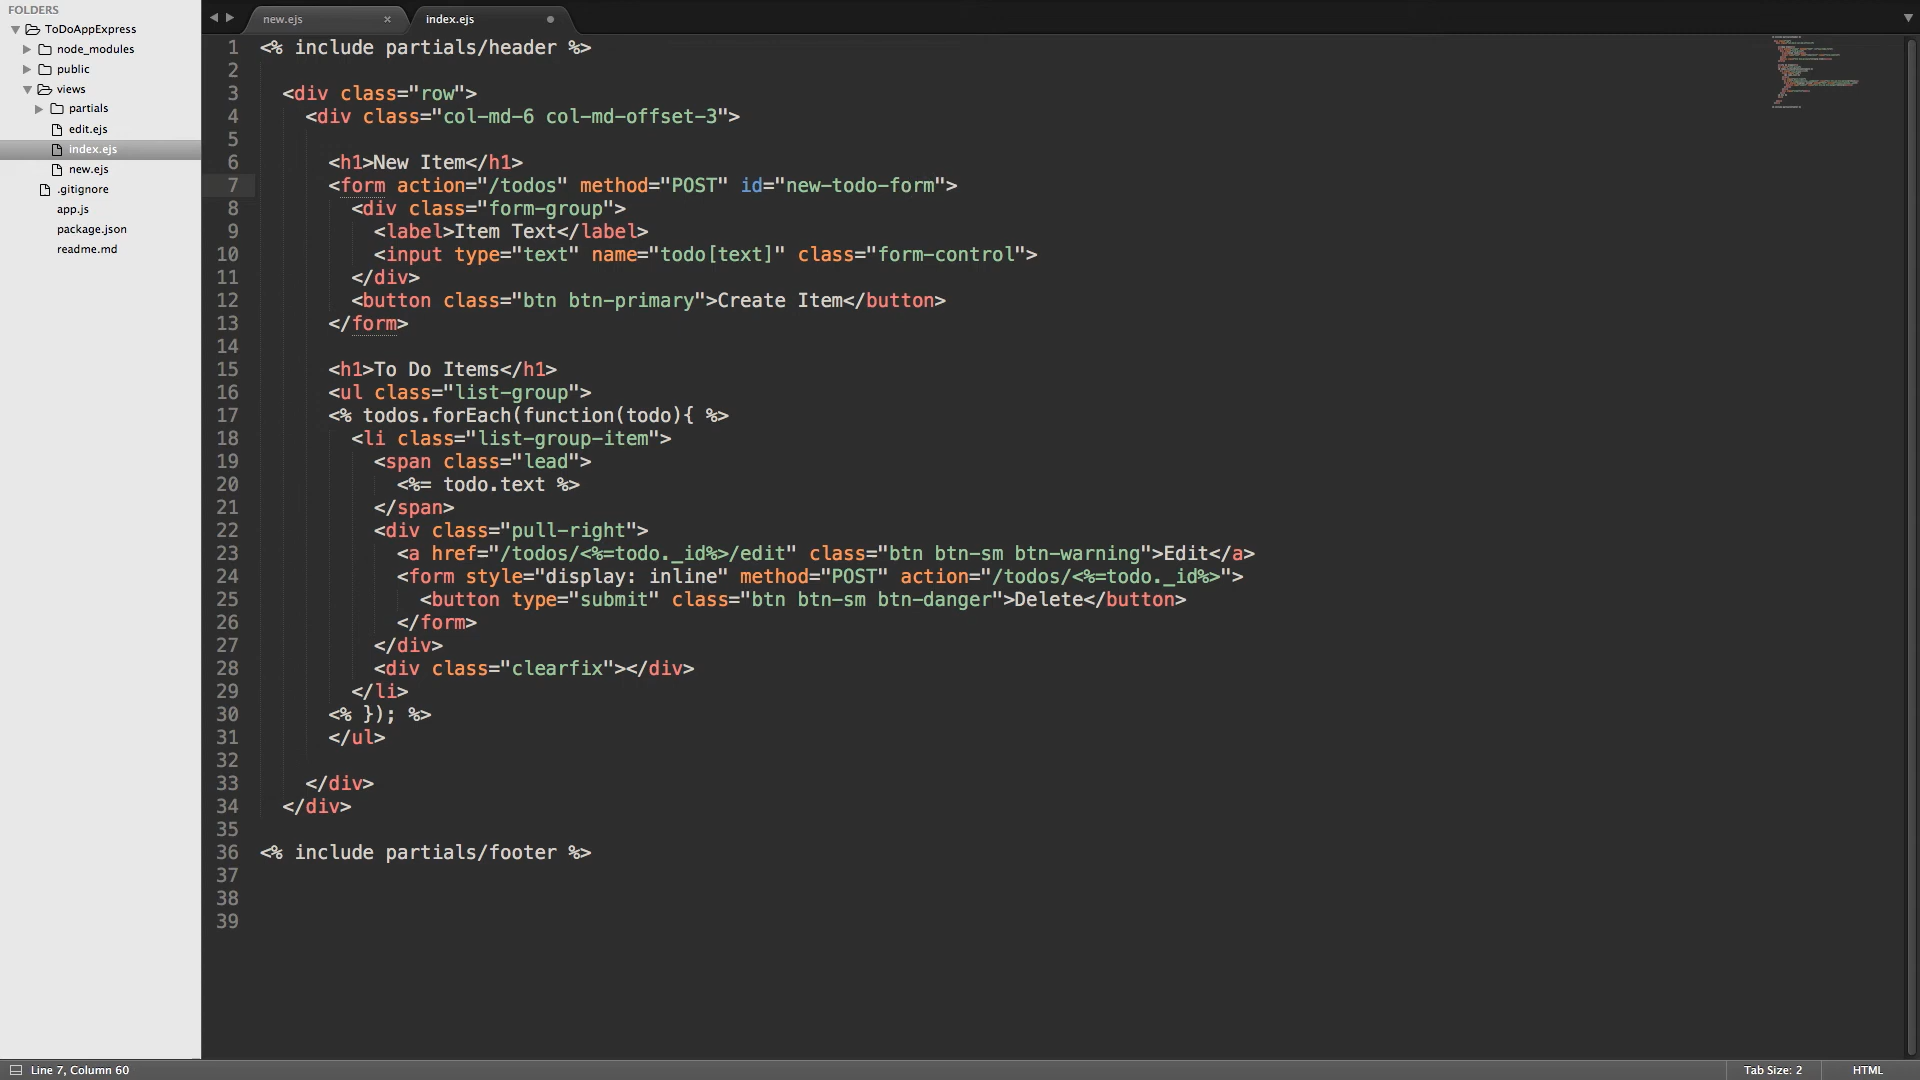 FOLDERS
ToDoAppExpress
node_modules
public
views
partials
edit.ejs
index.ejs
new.ejs
.gitignore
app.js
package.json
readme.md
new.ejs × index.ejs
1 <% include partials/header %>
2
3 <div class="row">
4 <div class="col-md-6 col-md-offset-3">
5
6 <h1>New Item</h1>
7 <form action="/todos" method="POST" id="new-todo-form">
8 <div class="form-group">
9 <label>Item Text</label>
10 <input type="text" name="todo[text]" class="form-control">
11 </div>
12 <button class="btn btn-primary">Create Item</button>
13 </form>
14
15 <h1>To Do Items</h1>
16 <ul class="list-group">
17 <% todos.forEach(function(todo){ %>
18 <li class="list-group-item">
19 <span class="lead">
20 <%= todo.text %>
21 </span>
22 <div class="pull-right">
23 <a href="/todos/<%=todo._id%>/edit" class="btn btn-sm btn-warning">Edit</a>
24 <form style="display: inline" method="POST" action="/todos/<%=todo._id%>">
25 <button type="submit" class="btn btn-sm btn-danger">Delete</button>
26 </form>
27 </div>
28 <div class="clearfix"></div>
29 </li>
30 <% }); %>
31 </ul>
32
33 </div>
34 </div>
35
36 <% include partials/footer %>
37
38
39
Line 7, Column 60
Tab Size: 2
HTML